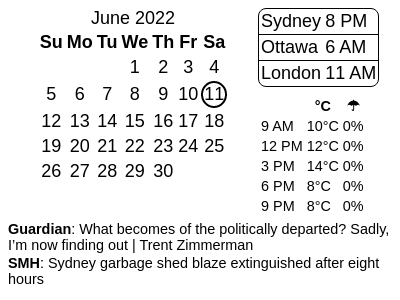 June 2022
Su Mo Tu We Th Fr Sa
1 2 3 4
5 6 7 8 9 10 11
12 13 14 15 16 17 18
19 20 21 22 23 24 25
26 27 28 29 30
Sydney 8 PM
Ottawa 6 AM
London 11 AM
°C ☂
9 AM 10°C 0%
12 PM 12°C 0%
3 PM 14°C 0%
6 PM 8°C 0%
9 PM 8°C 0%
Guardian: What becomes of the politically departed? Sadly,
I’m now finding out | Trent Zimmerman
SMH: Sydney garbage shed blaze extinguished after eight
hours